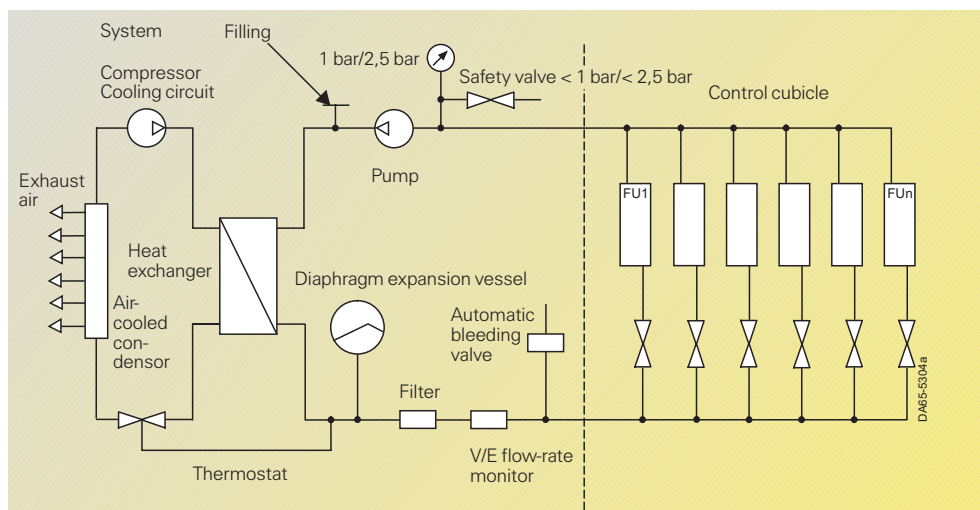 System
Filling
1 bar/2,5 bar
Compressor
Cooling circuit
Safety valve < 1 bar/< 2,5 bar
Control cubicle
Pump
Exhaust
air
FU1
FUn
Heat
exchanger
Diaphragm expansion vessel
Air-
cooled
con-
densor
Automatic
bleeding
valve
Filter
V/E flow-rate
monitor
Thermostat
DA65-5304a